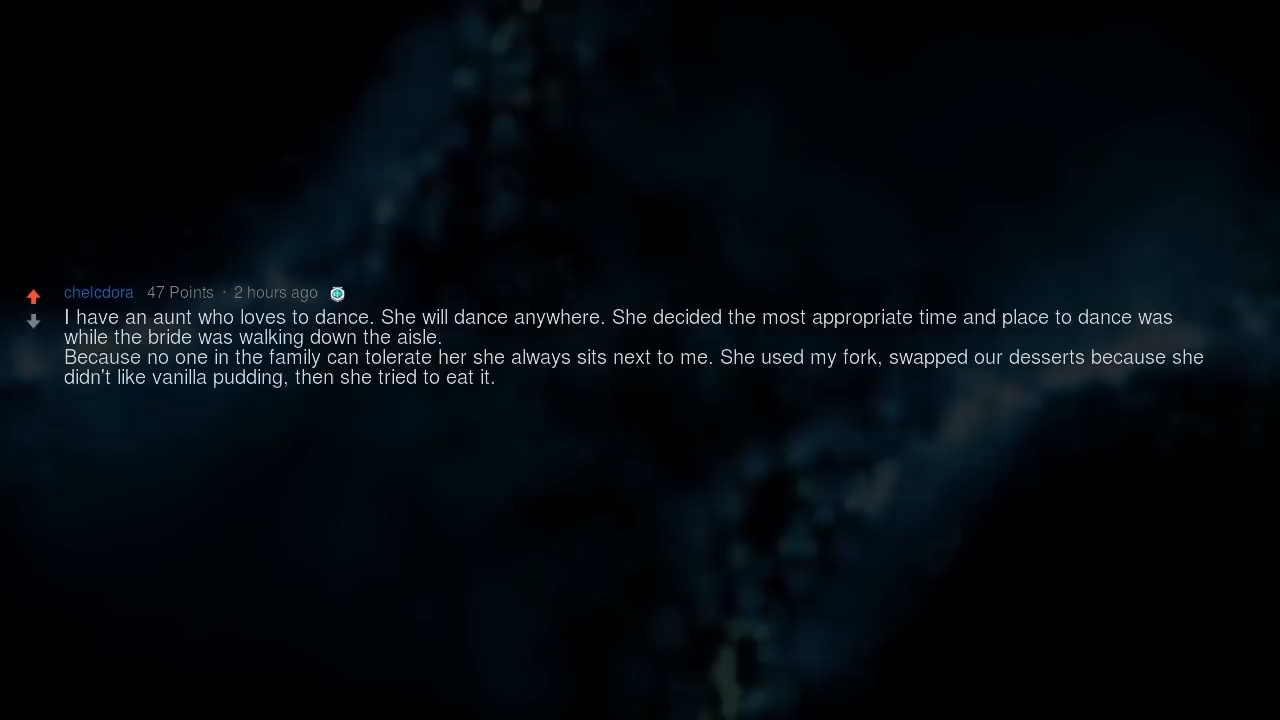 chelcdora 47 Points · 2 hours ago
I have an aunt who loves to dance. She will dance anywhere. She decided the most appropriate time and place to dance was
while the bride was walking down the aisle.
Because no one in the family can tolerate her she always sits next to me. She used my fork, swapped our desserts because she
didn't like vanilla pudding, then she tried to eat it.